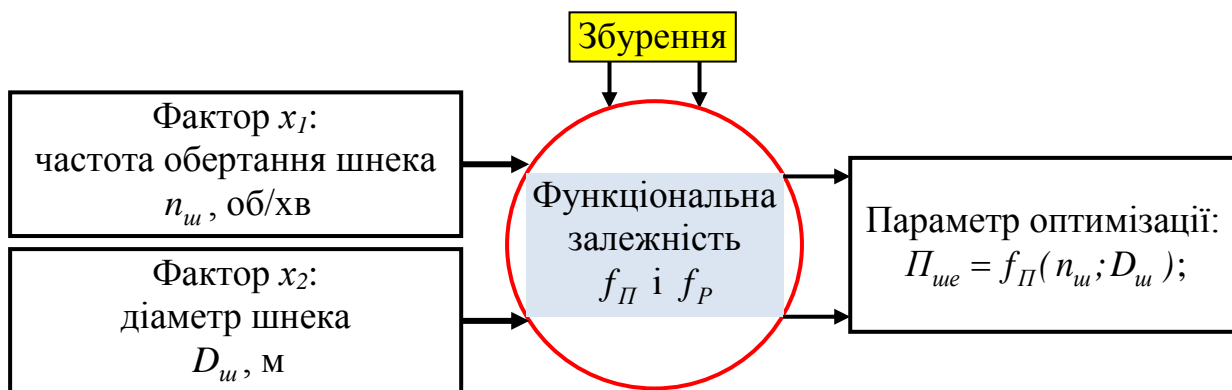 Збурення
Фактор x₁:
частота обертання шнека
nш , об/хв
Фактор x₂:
діаметр шнека
Dш , м
Функціональна
залежність
fП і fР
Параметр оптимізації:
Пше = fП( nш ; Dш );